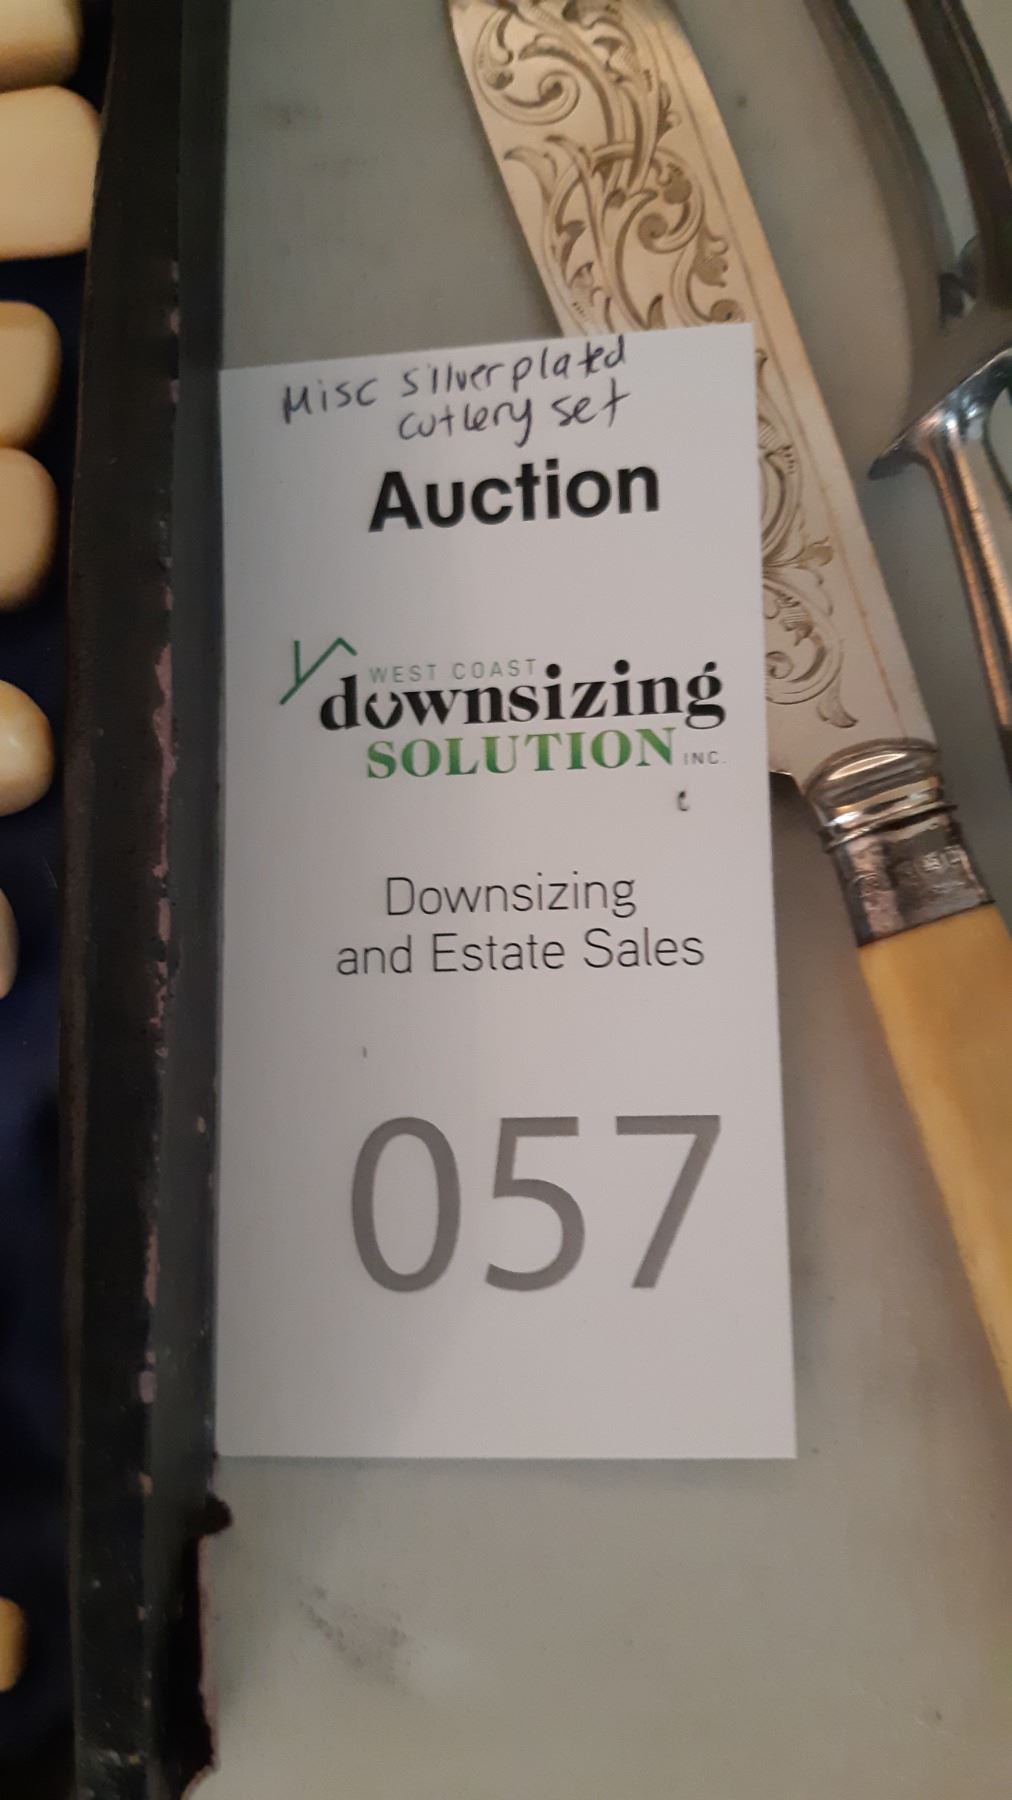 Misc silverplated
cutlery set
Auction
WEST COAST
downsizing
SOLUTION INC.
Downsizing
and Estate Sales
057